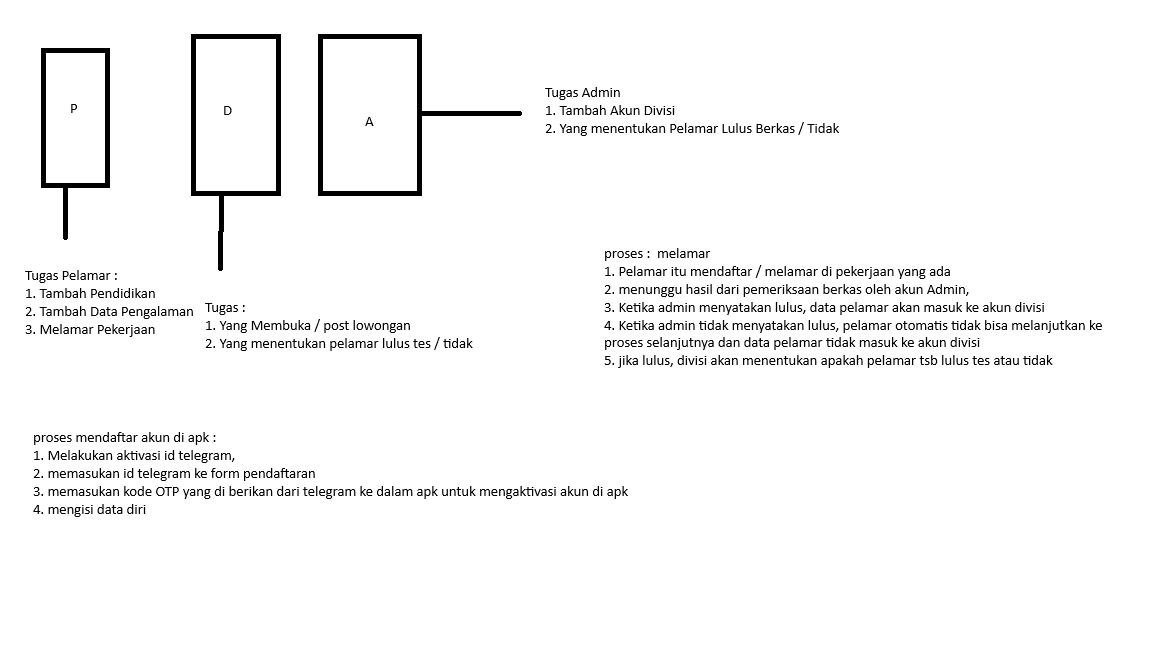 P
D
A
Tugas Admin
1. Tambah Akun Divisi
2. Yang menentukan Pelamar Lulus Berkas / Tidak
Tugas Pelamar :
1. Tambah Pendidikan
2. Tambah Data Pengalaman
3. Melamar Pekerjaan
Tugas :
1. Yang Membuka / post lowongan
2. Yang menentukan pelamar lulus tes / tidak
proses :  melamar
1. Pelamar itu mendaftar / melamar di pekerjaan yang ada
2. menunggu hasil dari pemeriksaan berkas oleh akun Admin,
3. Ketika admin menyatakan lulus, data pelamar akan masuk ke akun divisi
4. Ketika admin tidak menyatakan lulus, pelamar otomatis tidak bisa melanjutkan ke
proses selanjutnya dan data pelamar tidak masuk ke akun divisi
5. jika lulus, divisi akan menentukan apakah pelamar tsb lulus tes atau tidak
proses mendaftar akun di apk :
1. Melakukan aktivasi id telegram,
2. memasukan id telegram ke form pendaftaran
3. memasukan kode OTP yang di berikan dari telegram ke dalam apk untuk mengaktivasi akun di apk
4. mengisi data diri